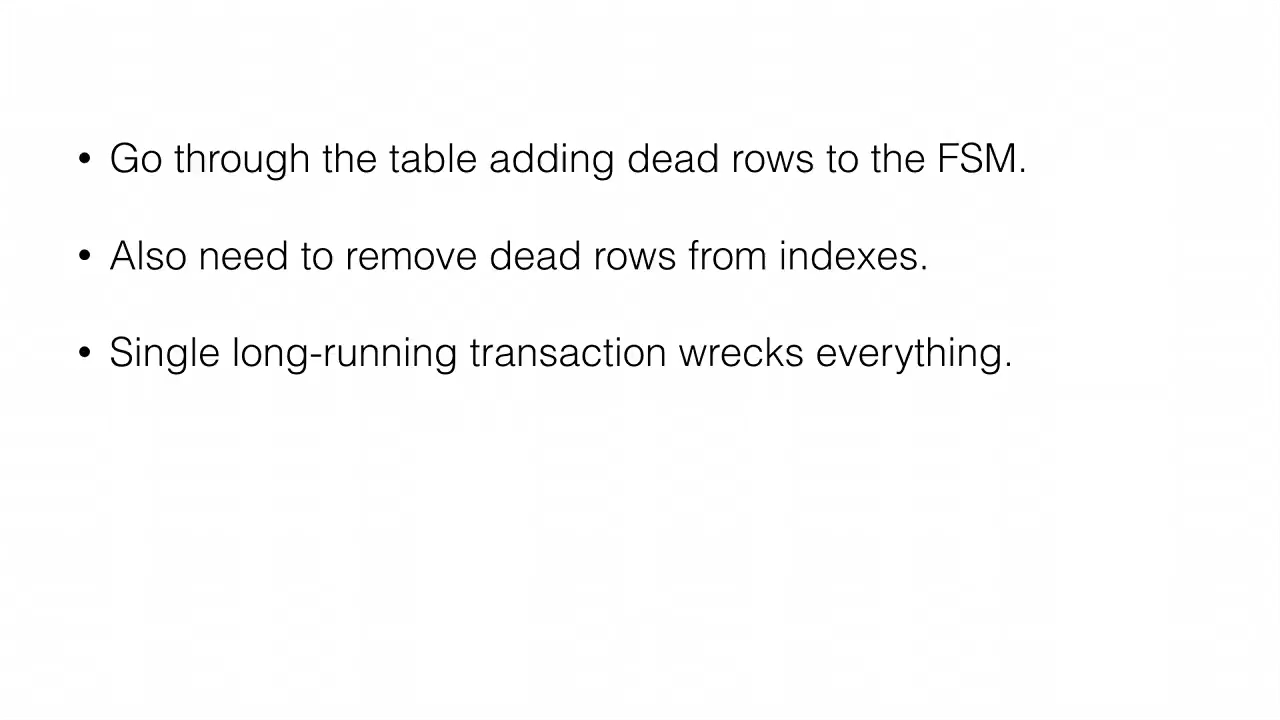 • Go through the table adding dead rows to the FSM.
• Also need to remove dead rows from indexes.
• Single long-running transaction wrecks everything.